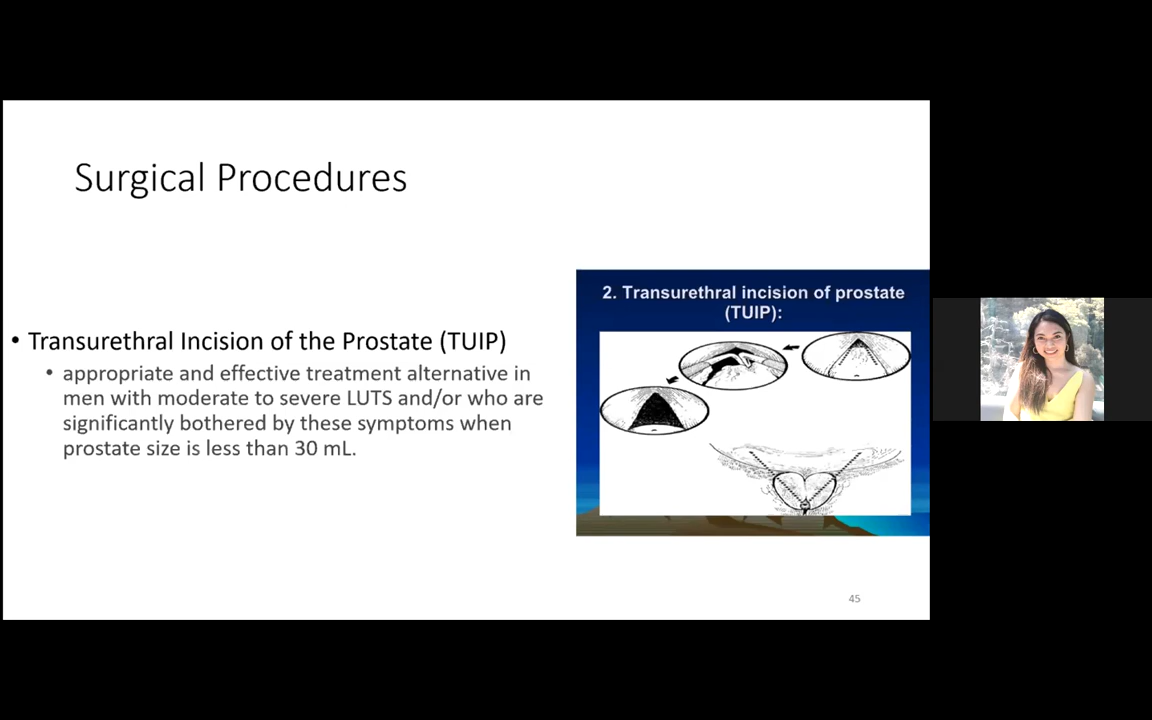 Surgical Procedures
• Transurethral Incision of the Prostate (TUIP)
• appropriate and effective treatment alternative in
men with moderate to severe LUTS and/or who are
significantly bothered by these symptoms when
prostate size is less than 30 mL.
2. Transurethral incision of prostate
(TUIP):
45